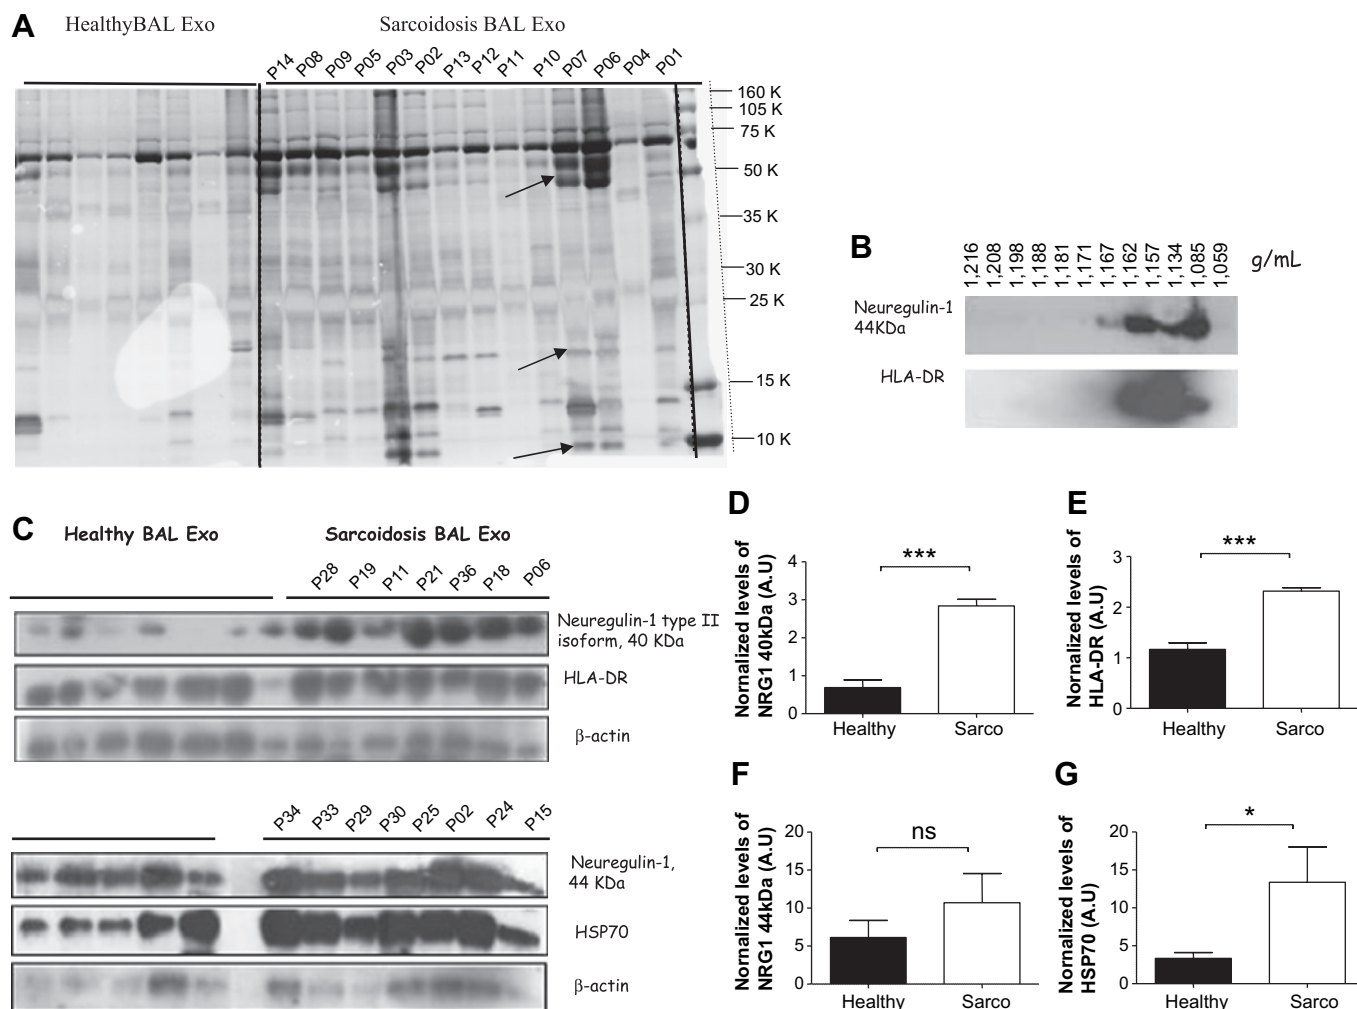 A
HealthyBAL Exo
Sarcoidosis BAL Exo
P14 P08 P09 P05 P03 P02 P13 P12 P11 P10 P07 P06 P04 P01
160 K
105 K
75 K
50 K
35 K
30 K
25 K
15 K
10 K
B
1,216 1,208 1,198 1,188 1,181 1,171 1,167 1,162 1,157 1,134 1,085 1,059 g/mL
Neuregulin-1
44KDa
HLA-DR
C
Healthy BAL Exo
Sarcoidosis BAL Exo
P28 P19 P11 P21 P36 P18 P06
Neuregulin-1 type II
isoform, 40 KDa
HLA-DR
β-actin
P34 P33 P29 P30 P25 P02 P24 P15
Neuregulin-1,
44 KDa
HSP70
β-actin
D
Nornalized levels of
NRG1 40kDa (A.U)
4
3
2
1
0
***
Healthy
Sarco
E
Nornalized levels of
HLA-DR (A.U)
3
2
1
0
***
Healthy
Sarco
F
Normalized levels of
NRG1 44kDa (A.U)
20
15
10
5
0
ns
Healthy
Sarco
G
Normalized levels of
HSP70 (A.U)
20
15
10
5
0
*
Healthy
Sarco